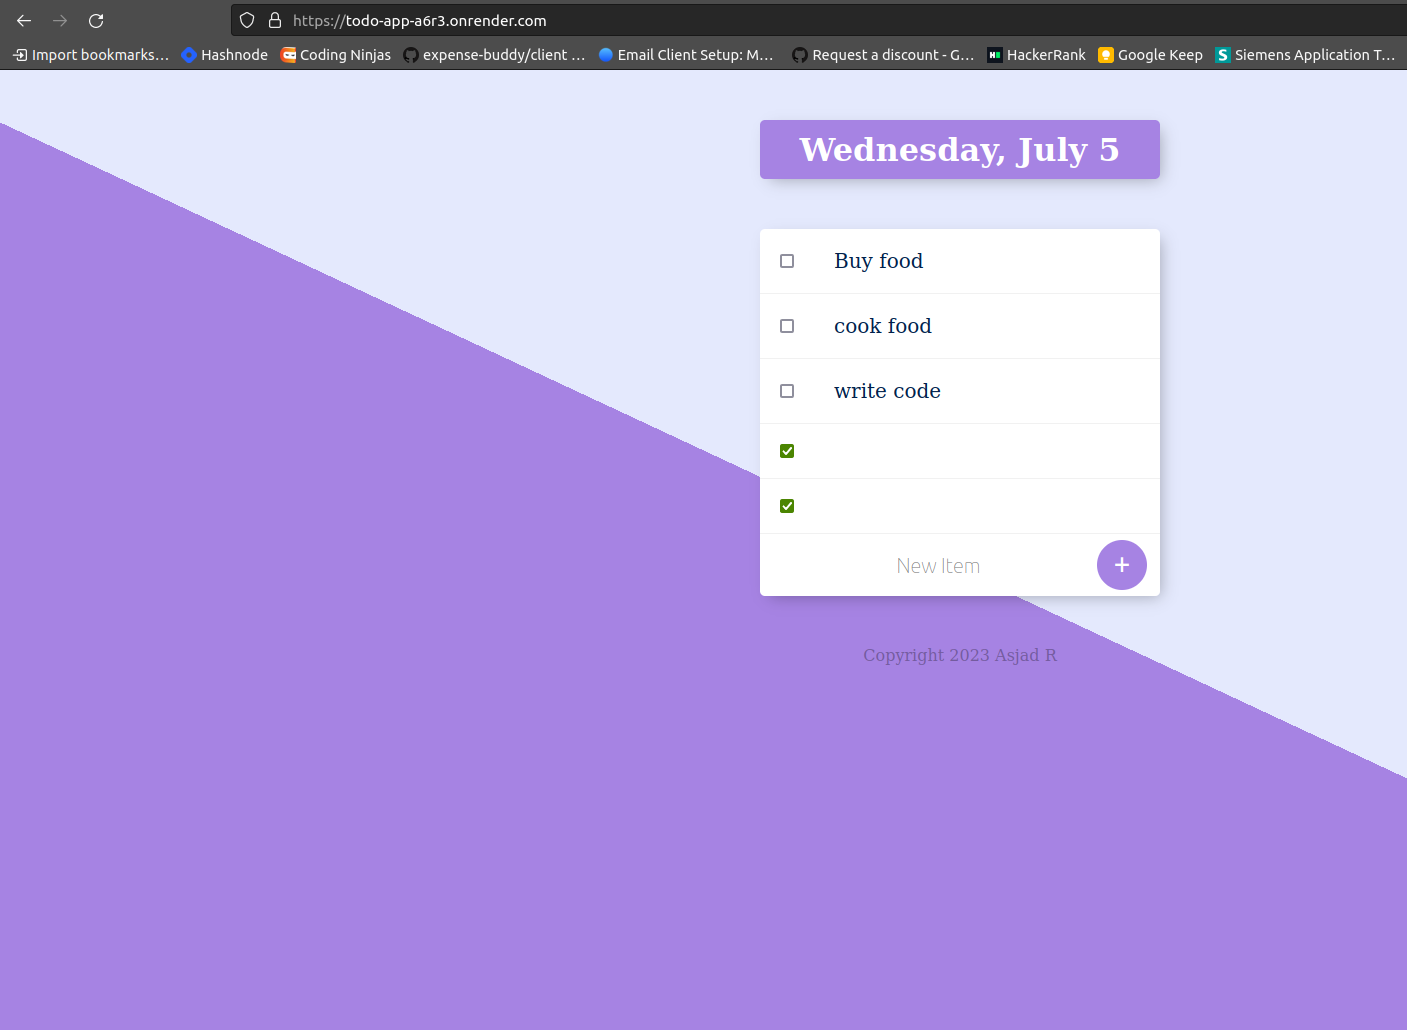 https://todo-app-a6r3.onrender.com
Import bookmarks… Hashnode Coding Ninjas expense-buddy/client … Email Client Setup: M… Request a discount - G… HackerRank Google Keep Siemens Application T…
Wednesday, July 5
Buy food
cook food
write code
New Item
+
Copyright 2023 Asjad R